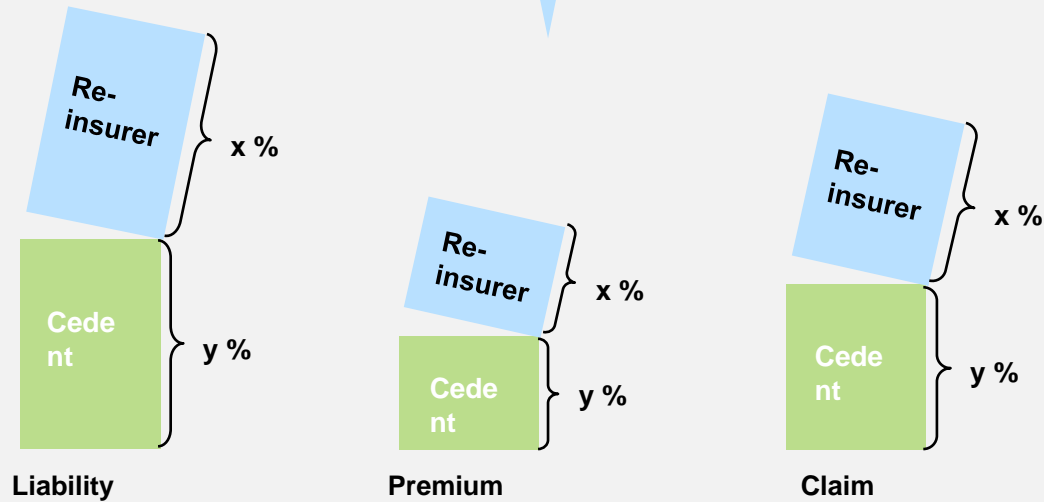 Re-
insurer
x %
Cede
nt
y %
Liability
Re-
insurer
x %
Cede
nt
y %
Premium
Re-
insurer
x %
Cede
nt
y %
Claim